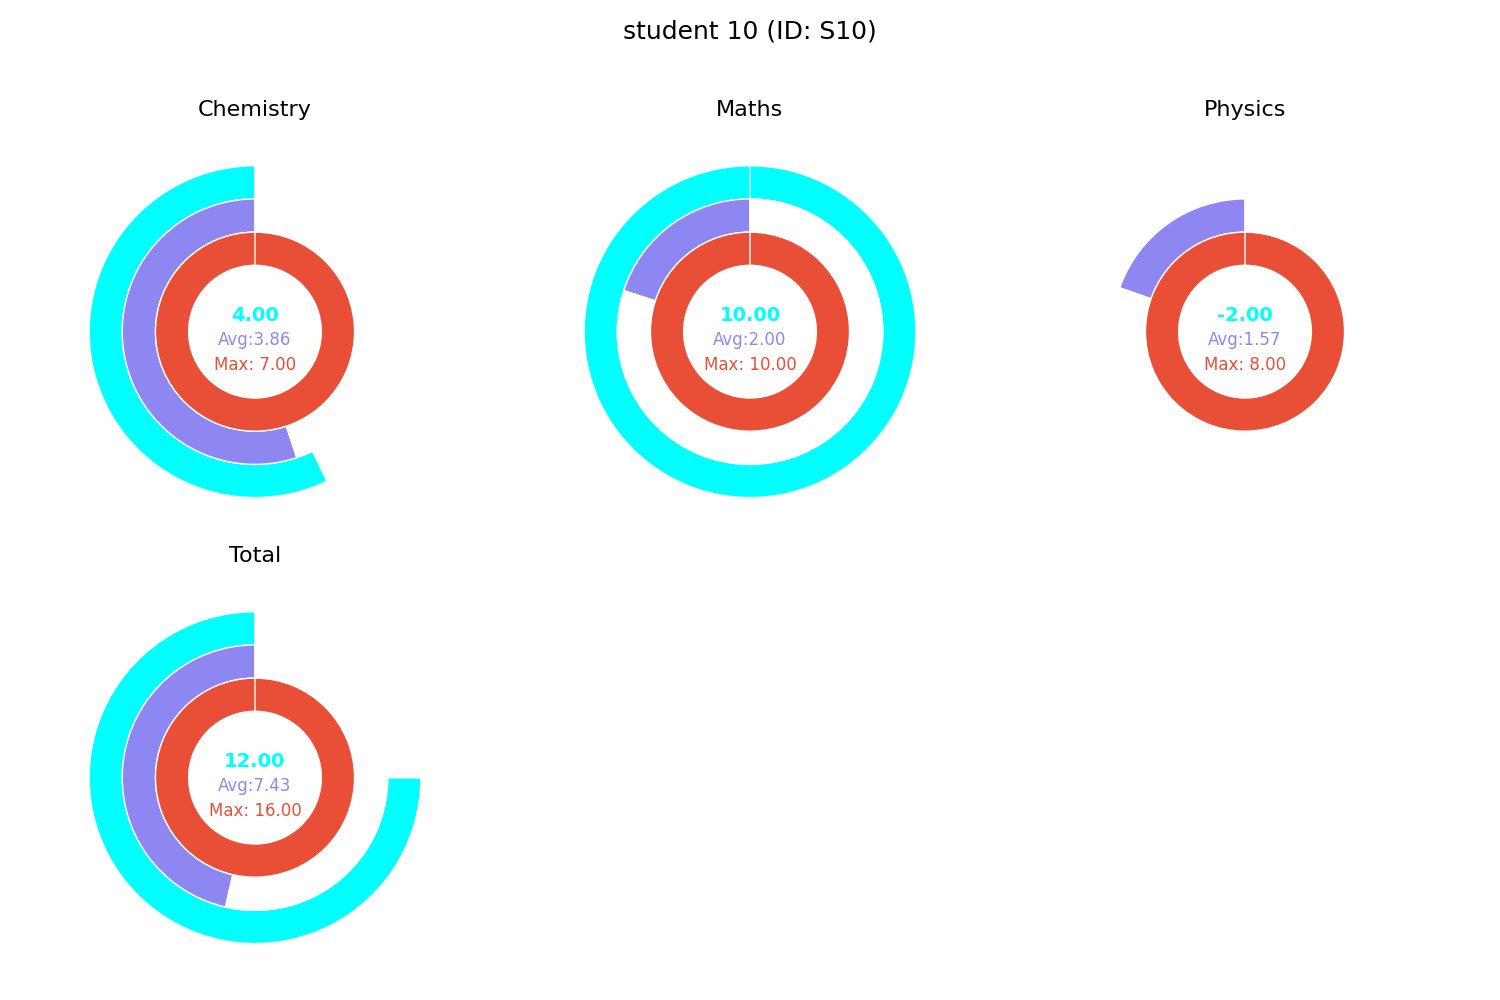 student 10 (ID: S10)
Chemistry
4.00
Avg:3.86
Max: 7.00
Maths
10.00
Avg:2.00
Max: 10.00
Physics
-2.00
Avg:1.57
Max: 8.00
Total
12.00
Avg:7.43
Max: 16.00